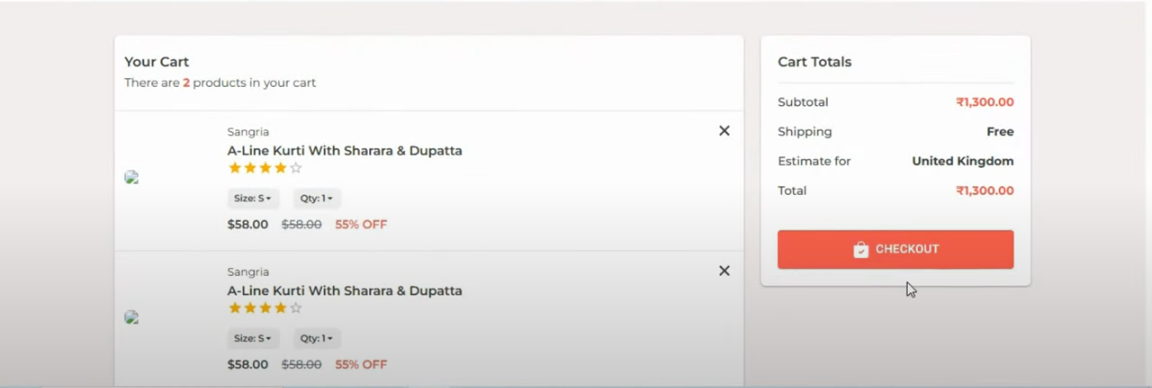 Your Cart
There are 2 products in your cart
Sangria
A-Line Kurti With Sharara & Dupatta
Size: S
Qty: 1
$58.00 $58.00 55% OFF
Sangria
A-Line Kurti With Sharara & Dupatta
Size: S
Qty: 1
$58.00 $58.00 55% OFF
Cart Totals
Subtotal ₹1,300.00
Shipping Free
Estimate for United Kingdom
Total ₹1,300.00
CHECKOUT